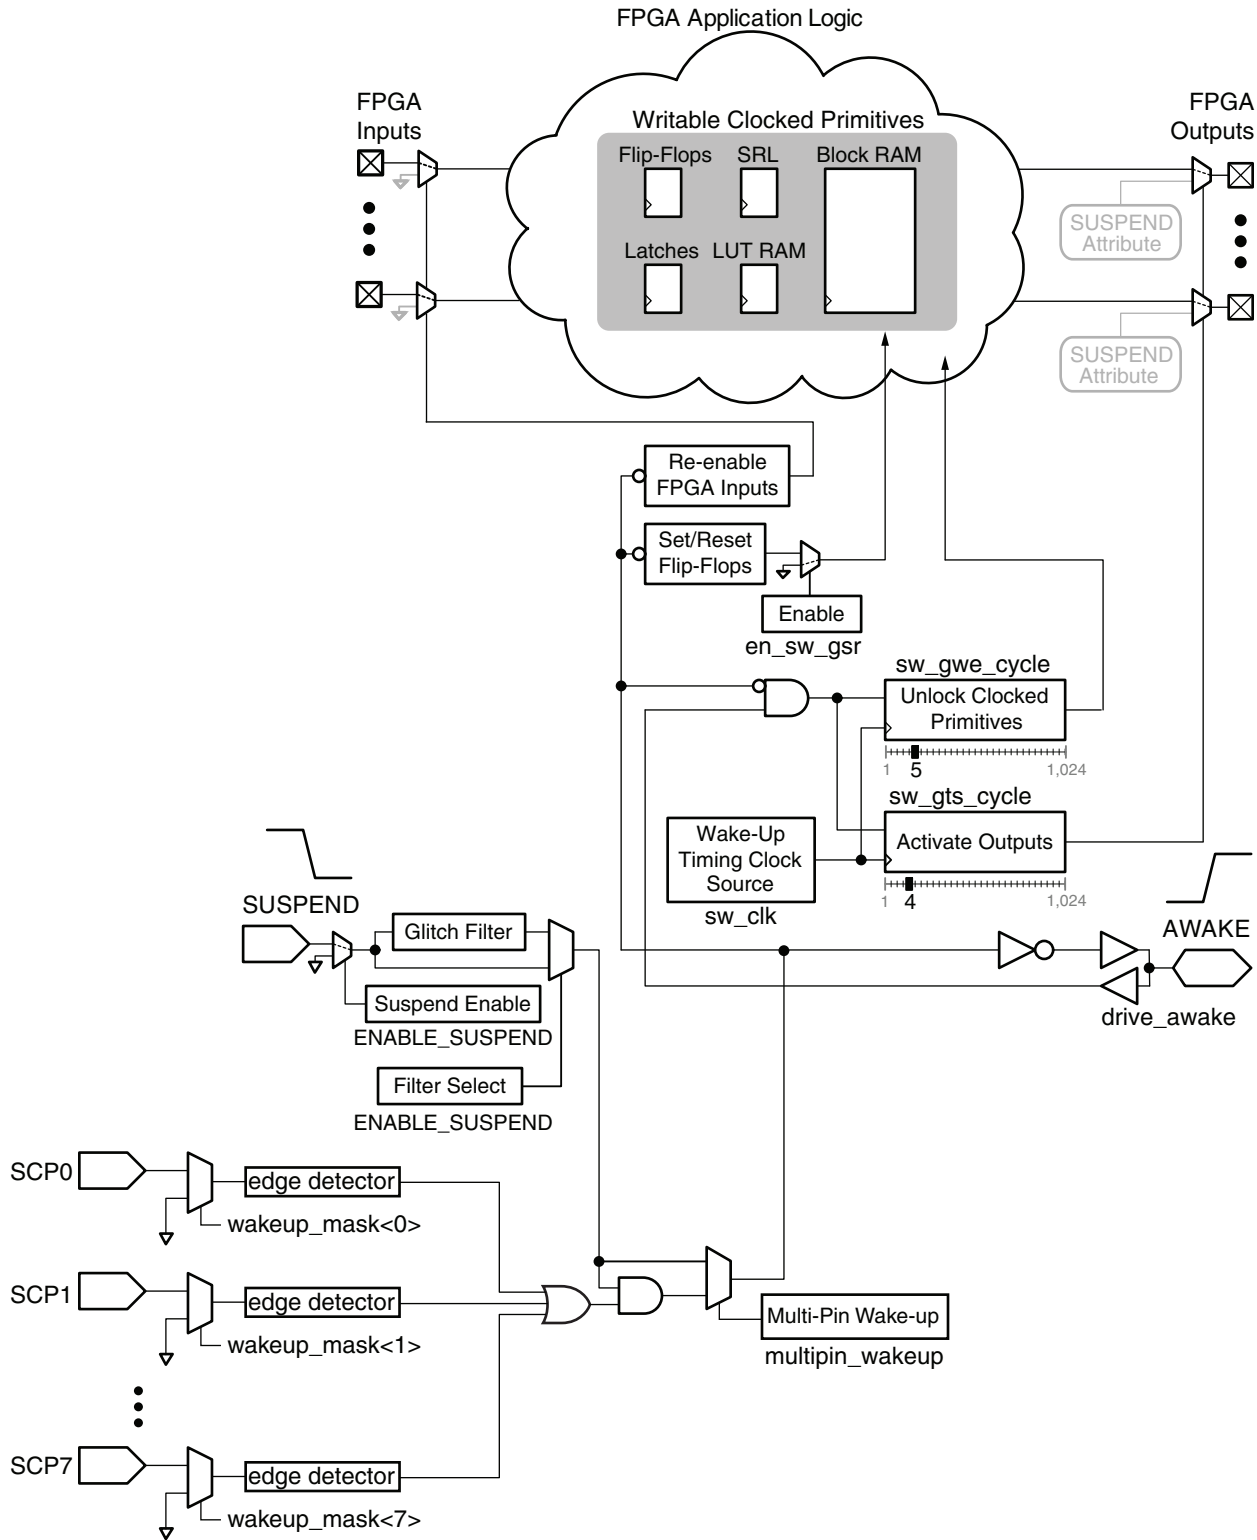 FPGA Application Logic
FPGA
Inputs
FPGA
Outputs
Writable Clocked Primitives
Flip-Flops
SRL
Block RAM
Latches
LUT RAM
SUSPEND
Attribute
SUSPEND
Attribute
Re-enable
FPGA Inputs
Set/Reset
Flip-Flops
Enable
en_sw_gsr
sw_gwe_cycle
Unlock Clocked
Primitives
1
5
1,024
sw_gts_cycle
Activate Outputs
1
4
1,024
Wake-Up
Timing Clock
Source
sw_clk
SUSPEND
Glitch Filter
Suspend Enable
ENABLE_SUSPEND
Filter Select
ENABLE_SUSPEND
AWAKE
drive_awake
SCP0
edge detector
wakeup_mask<0>
SCP1
edge detector
wakeup_mask<1>
Multi-Pin Wake-up
multipin_wakeup
SCP7
edge detector
wakeup_mask<7>